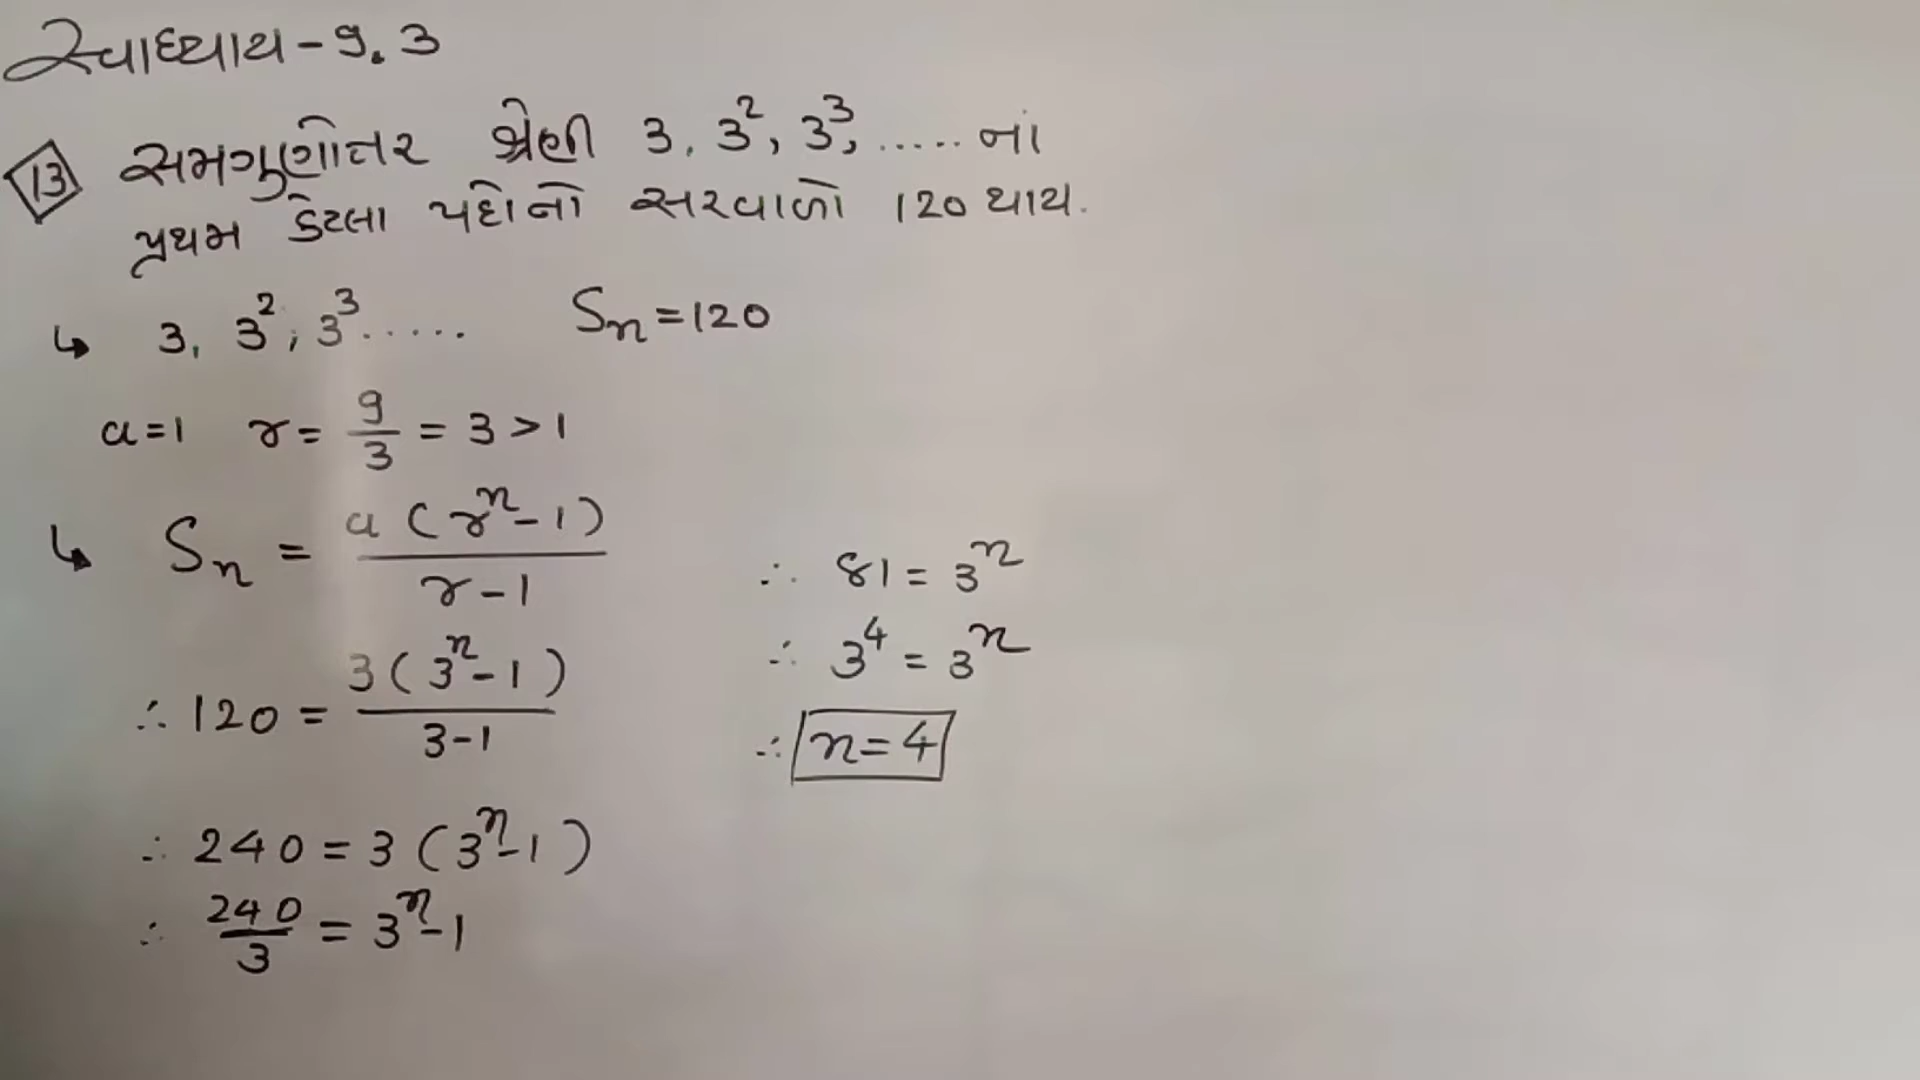 સ્વાધ્યાય - 9.3
13 સમગુણોત્તર શ્રેણી 3, 3², 3³, ..... નાં
પ્રથમ કેટલા પદોનો સરવાળો 120 થાય.
↳ 3, 3², 3³ ..... Sn = 120
a = 1 r = 9/3 = 3 > 1
↳ Sn = a(rⁿ - 1) / r - 1
∴ 120 = 3(3ⁿ - 1) / 3 - 1
∴ 240 = 3(3ⁿ - 1)
∴ 240/3 = 3ⁿ - 1
∴ 81 = 3ⁿ
∴ 3⁴ = 3ⁿ
∴ n = 4